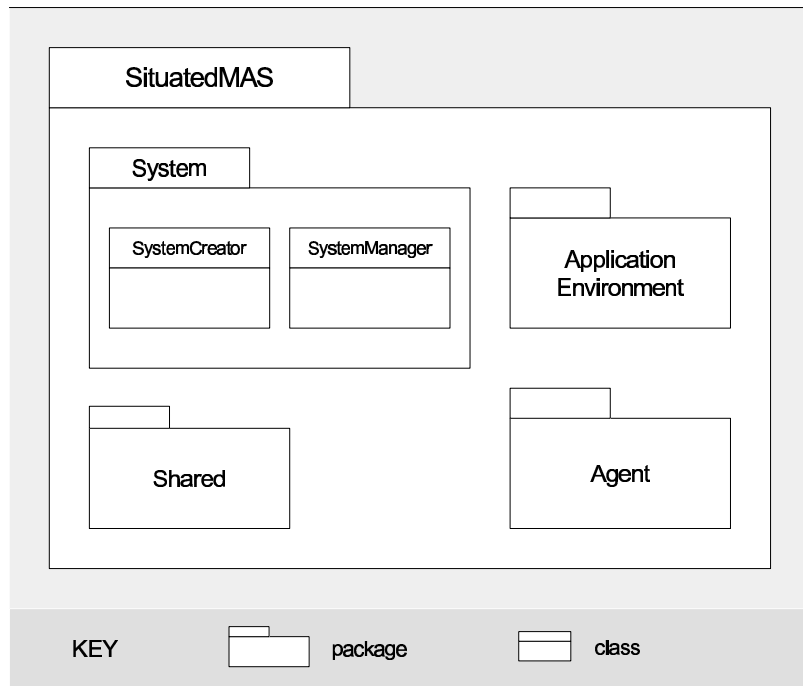 SituatedMAS
System
SystemCreator
SystemManager
Application
Environment
Shared
Agent
KEY
package
class